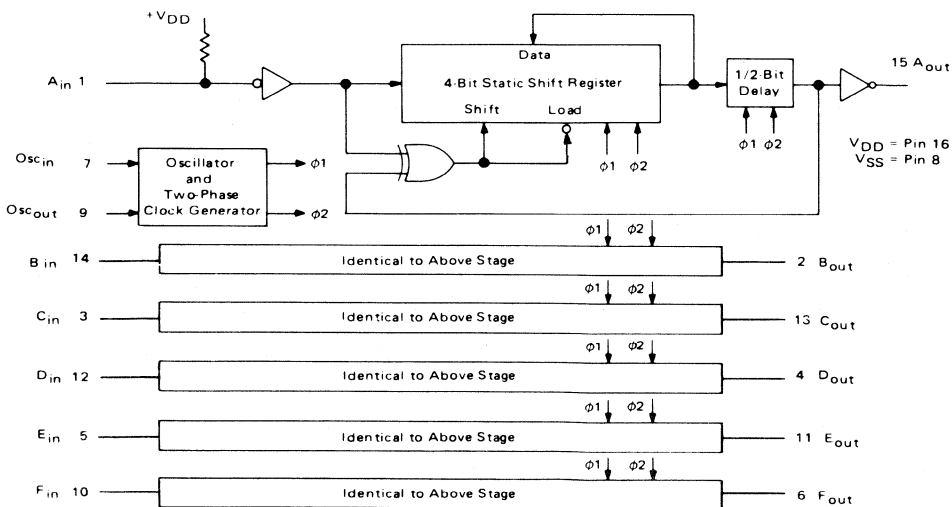 +VDD
Data
4-Bit Static Shift Register
Shift Load
1/2-Bit
Delay
Ain 1
15 Aout
ϕ1 ϕ2
ϕ1 ϕ2
VDD = Pin 16
VSS = Pin 8
Oscin 7
Oscout 9
Oscillator
and
Two-Phase
Clock Generator
ϕ1
ϕ2
ϕ1 ϕ2
Bin 14 Identical to Above Stage 2 Bout
ϕ1 ϕ2
Cin 3 Identical to Above Stage 13 Cout
ϕ1 ϕ2
Din 12 Identical to Above Stage 4 Dout
ϕ1 ϕ2
Ein 5 Identical to Above Stage 11 Eout
ϕ1 ϕ2
Fin 10 Identical to Above Stage 6 Fout